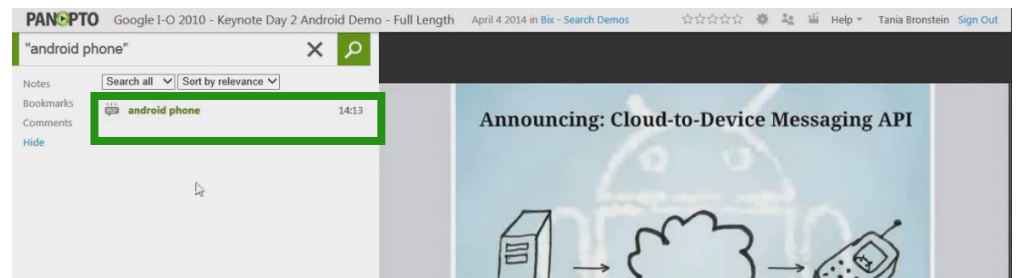 PANOPTO Google I-O 2010 - Keynote Day 2 Android Demo - Full Length April 4 2014 in Bix - Search Demos Help Tania Bronstein Sign Out
"android phone"
Notes
Bookmarks
Comments
Hide
Search all Sort by relevance
android phone 14:13
Announcing: Cloud-to-Device Messaging API